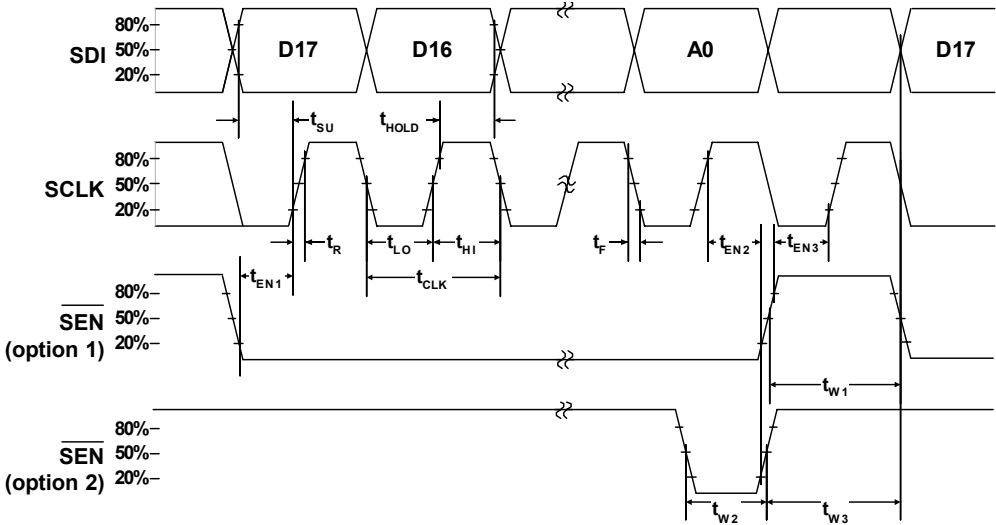 80%
SDI 50% D17 D16 A0 D17
20%
tSU tHOLD
80%
SCLK 50%
20%
tR tLO tHI tF tEN2 tEN3
tEN1 tCLK
80%
SEN 50%
(option 1) 20%
tW1
80%
SEN 50%
(option 2) 20%
tW2 tW3